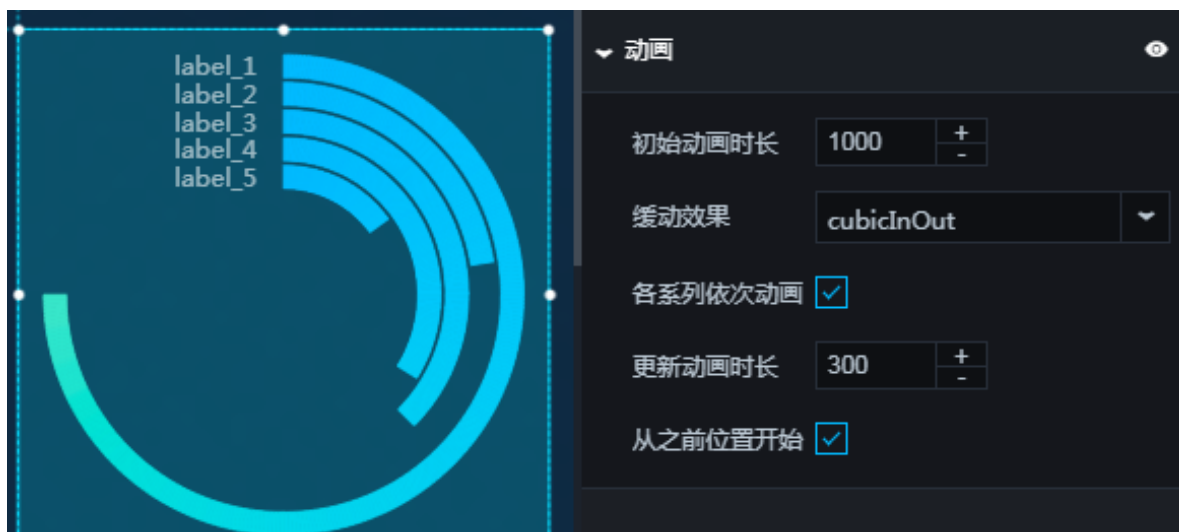 label_1
label_2
label_3
label_4
label_5
动画
初始动画时长 1000 + -
缓动效果 cubicInOut
各系列依次动画
更新动画时长 300 + -
从之前位置开始